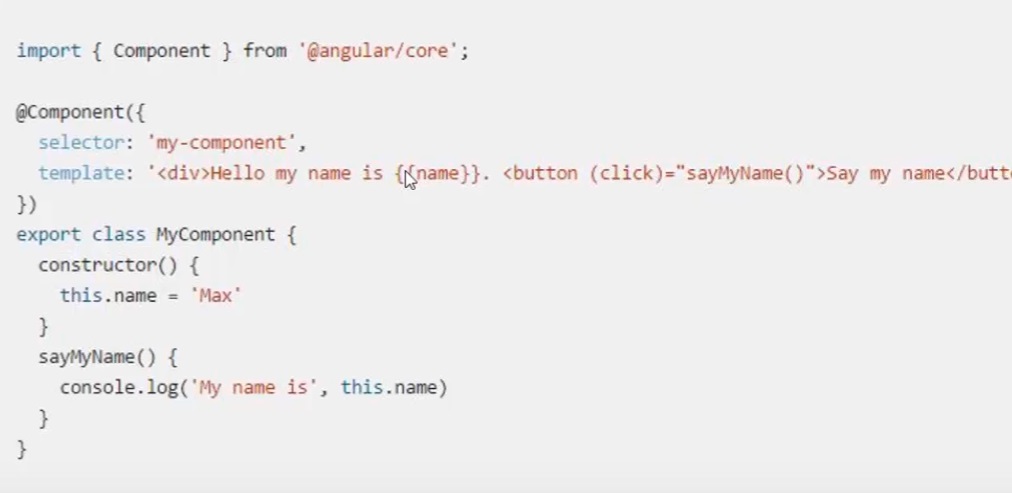 import { Component } from '@angular/core';
@Component({
selector: 'my-component',
template: '<div>Hello my name is {{name}}. <button (click)="sayMyName()">Say my name</butt
})
export class MyComponent {
constructor() {
this.name = 'Max'
}
sayMyName() {
console.log('My name is', this.name)
}
}